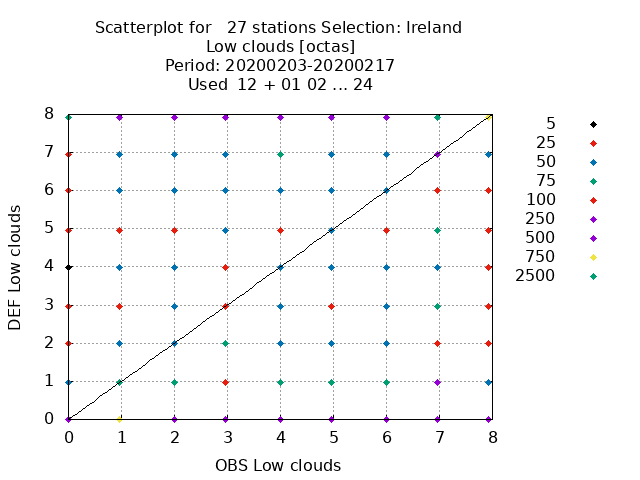 Scatterplot for   27 stations Selection: Ireland
Low clouds [octas]
Period: 20200203-20200217
Used  12 + 01 02 ... 24
8
7
6
5
4
3
2
1
0
DEF Low clouds
0 1 2 3 4 5 6 7 8
OBS Low clouds
5
25
50
75
100
250
500
750
2500